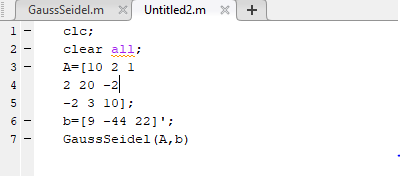 GaussSeidel.m × Untitled2.m × +
1 – clc;
2 – clear all;
3 – A=[10 2 1
4 2 20 -2
5 -2 3 10];
6 – b=[9 -44 22]';
7 – GaussSeidel(A,b)